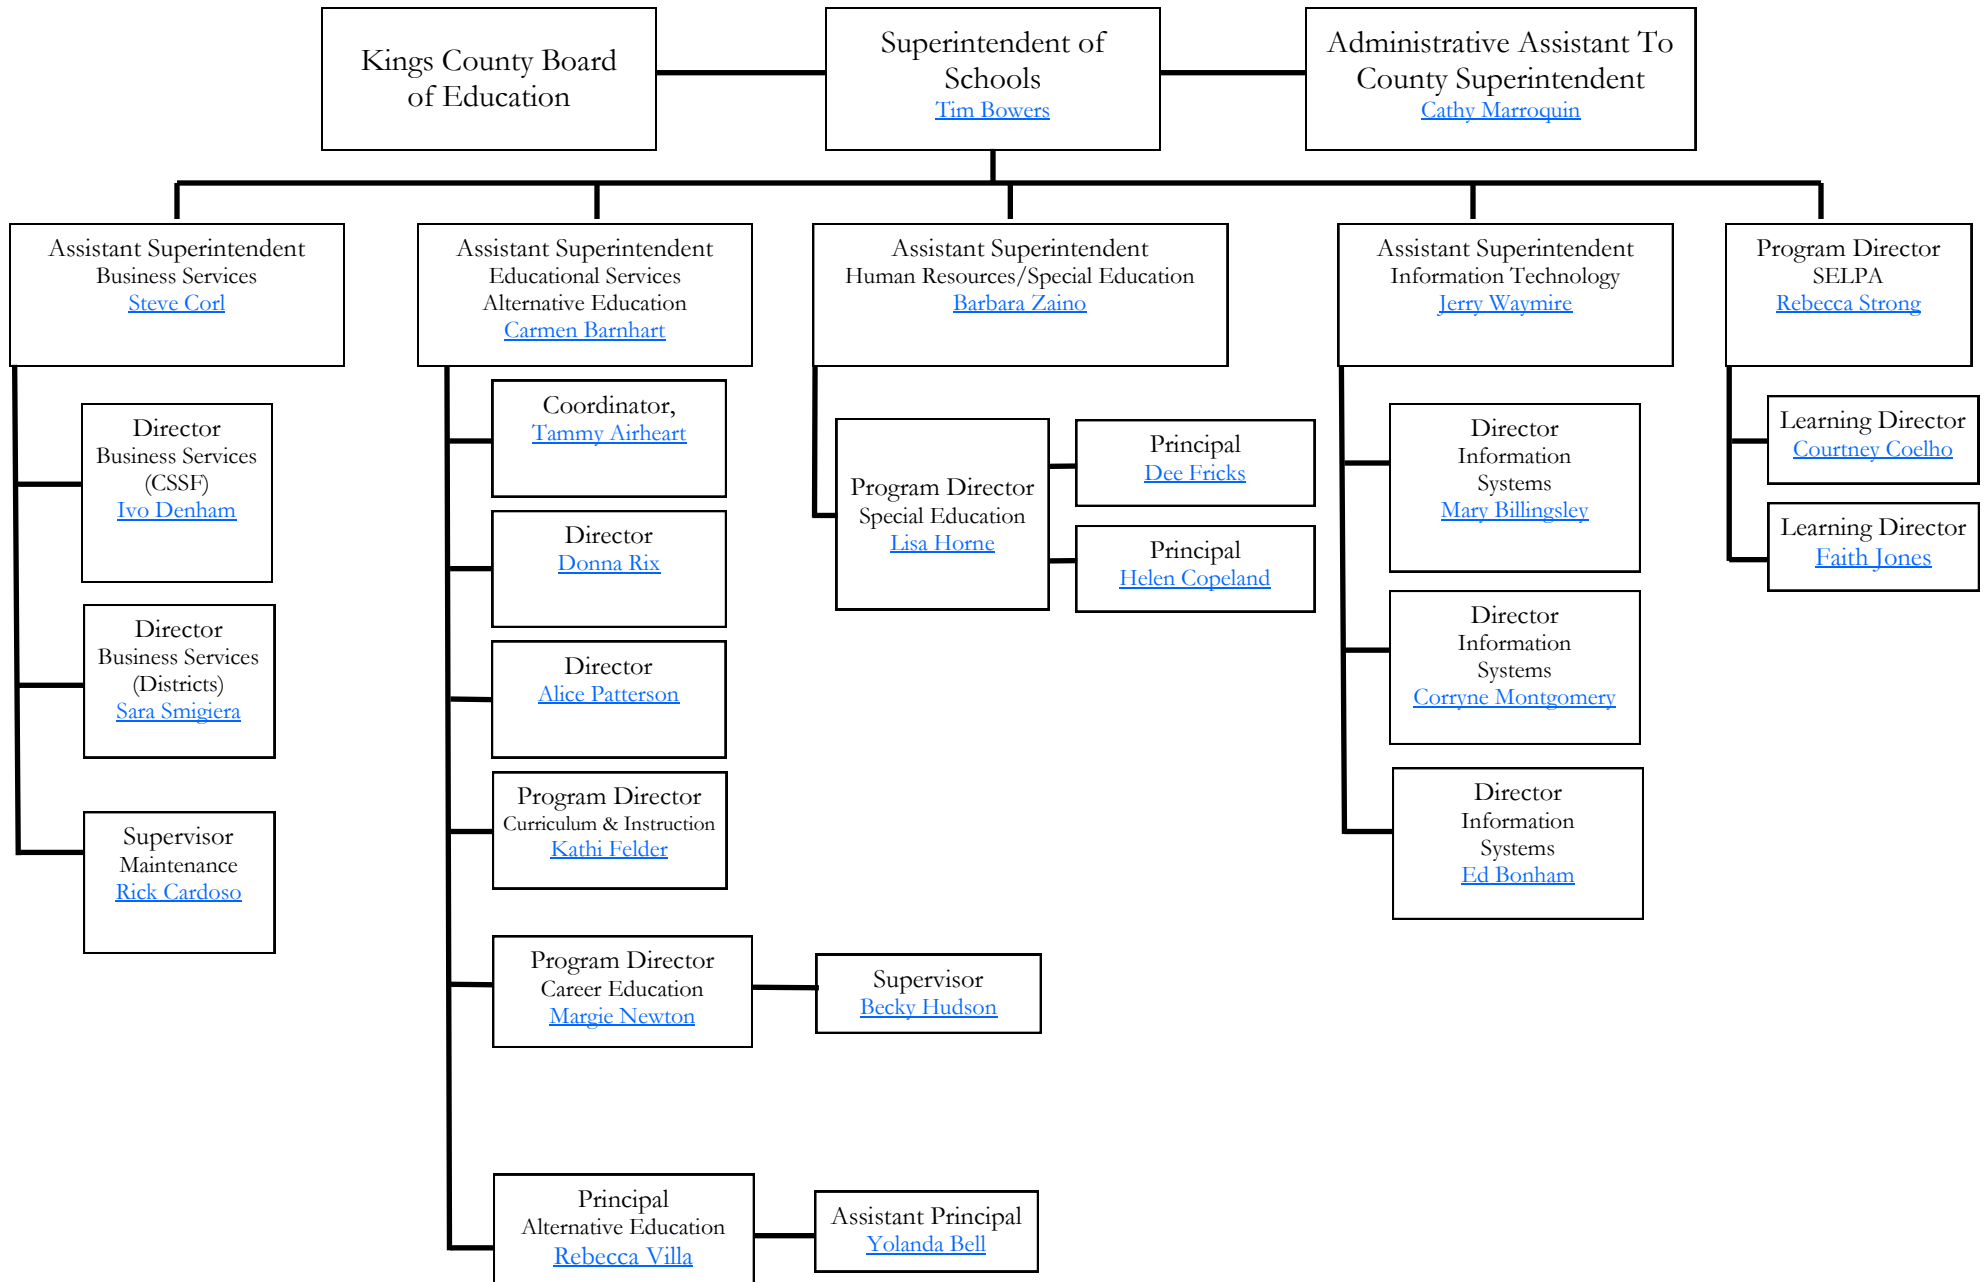 Kings County Board
of Education
Superintendent of
Schools
Tim Bowers
Administrative Assistant To
County Superintendent
Cathy Marroquin
Assistant Superintendent
Business Services
Steve Corl
Assistant Superintendent
Educational Services
Alternative Education
Carmen Barnhart
Assistant Superintendent
Human Resources/Special Education
Barbara Zaino
Assistant Superintendent
Information Technology
Jerry Waymire
Program Director
SELPA
Rebecca Strong
Director
Business Services
(CSSF)
Ivo Denham
Director
Business Services
(Districts)
Sara Smigiera
Supervisor
Maintenance
Rick Cardoso
Coordinator,
Tammy Airheart
Director
Donna Rix
Director
Alice Patterson
Program Director
Curriculum & Instruction
Kathi Felder
Program Director
Career Education
Margie Newton
Supervisor
Becky Hudson
Principal
Alternative Education
Rebecca Villa
Assistant Principal
Yolanda Bell
Program Director
Special Education
Lisa Horne
Principal
Dee Fricks
Principal
Helen Copeland
Director
Information
Systems
Mary Billingsley
Director
Information
Systems
Corryne Montgomery
Director
Information
Systems
Ed Bonham
Learning Director
Courtney Coelho
Learning Director
Faith Jones